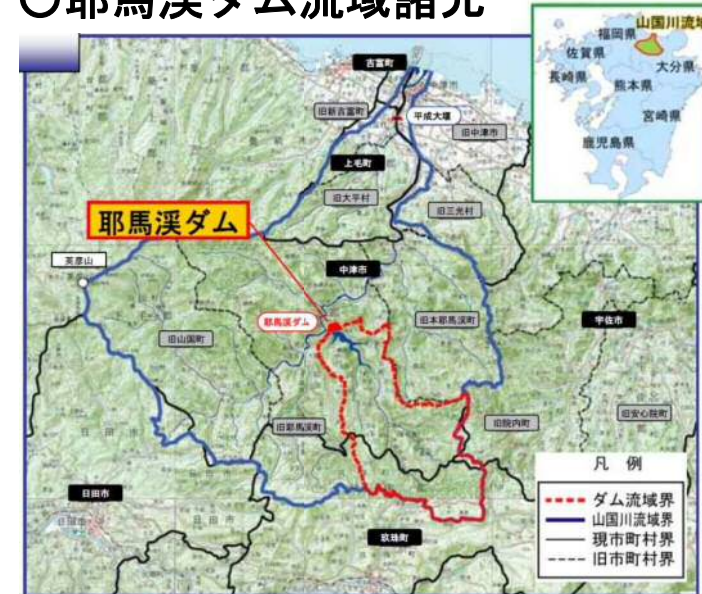 〇耶馬渓ダム流域諸元
山国川流域
福岡県
佐賀県
大分県
長崎県
熊本県
宮崎県
鹿児島県
吉富町
旧新吉富町
平成大堰
旧中津市
上毛町
旧大平村
旧三光村
耶馬渓ダム
英彦山
中津市
耶馬渓ダム
旧本耶馬渓町
宇佐市
旧山国町
旧耶馬渓町
旧院内町
旧安心院町
日田市
玖珠町
凡 例
ダム流域界
山国川流域界
現市町村界
旧市町村界